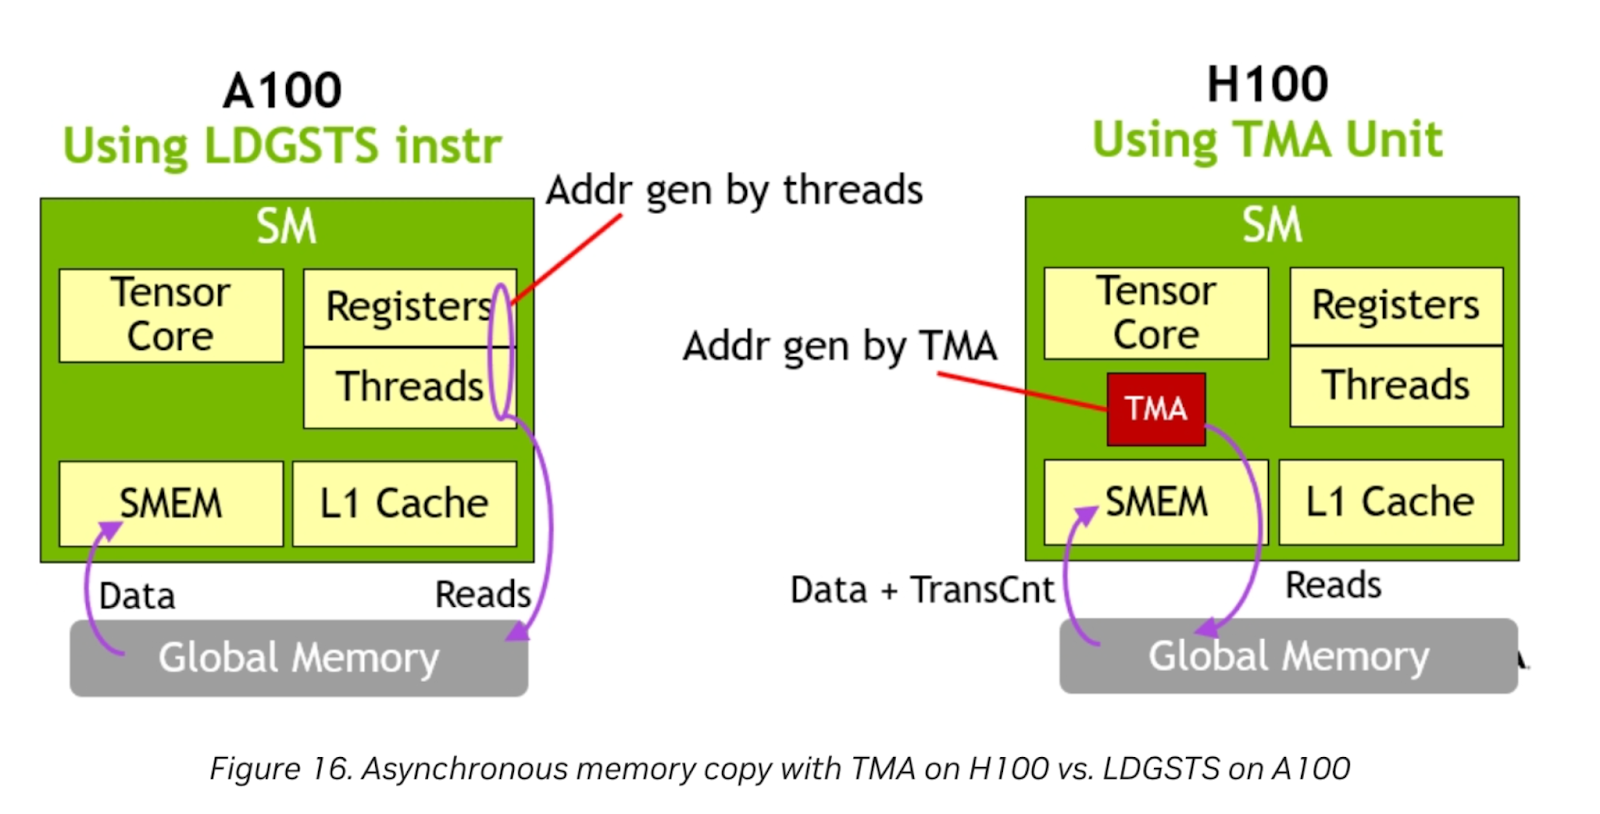 A100
Using LDGSTS instr
SM
Tensor
Core
Registers
Threads
SMEM
L1 Cache
Data
Reads
Global Memory
Addr gen by threads
Addr gen by TMA
H100
Using TMA Unit
SM
Tensor
Core
Registers
Threads
TMA
SMEM
L1 Cache
Data + TransCnt
Reads
Global Memory
Figure 16. Asynchronous memory copy with TMA on H100 vs. LDGSTS on A100